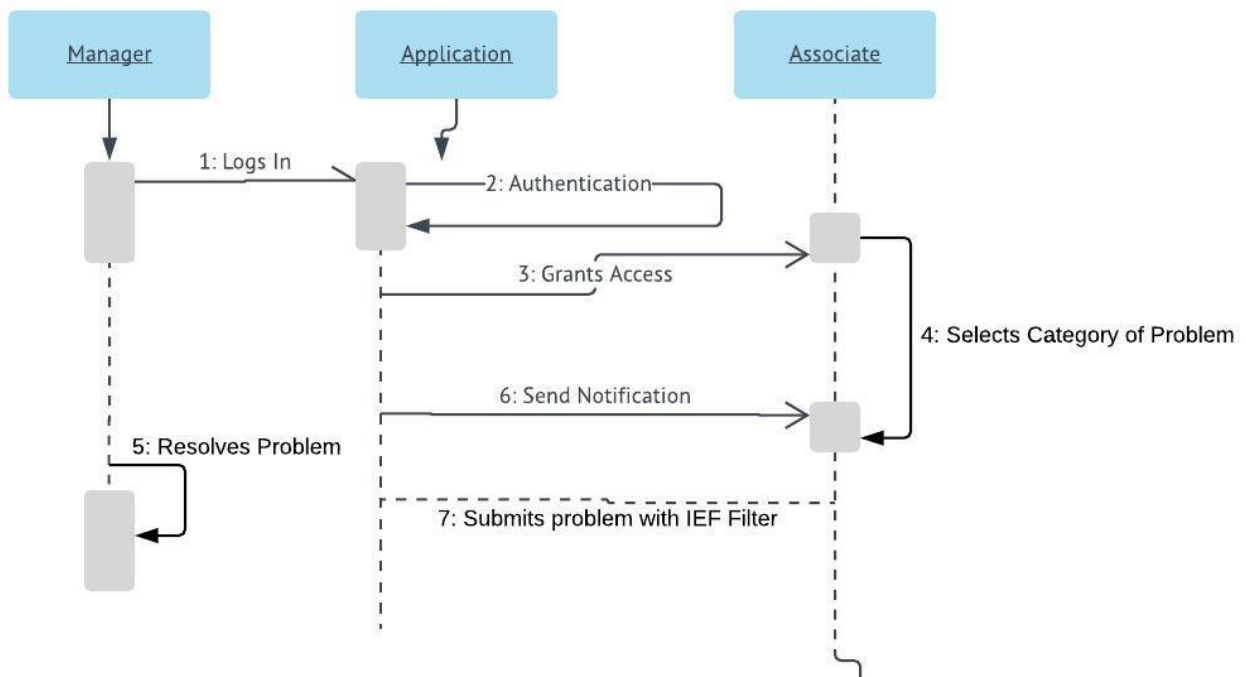 Manager
Application
Associate
1: Logs In
2: Authentication
3: Grants Access
4: Selects Category of Problem
6: Send Notification
5: Resolves Problem
7: Submits problem with IEF Filter